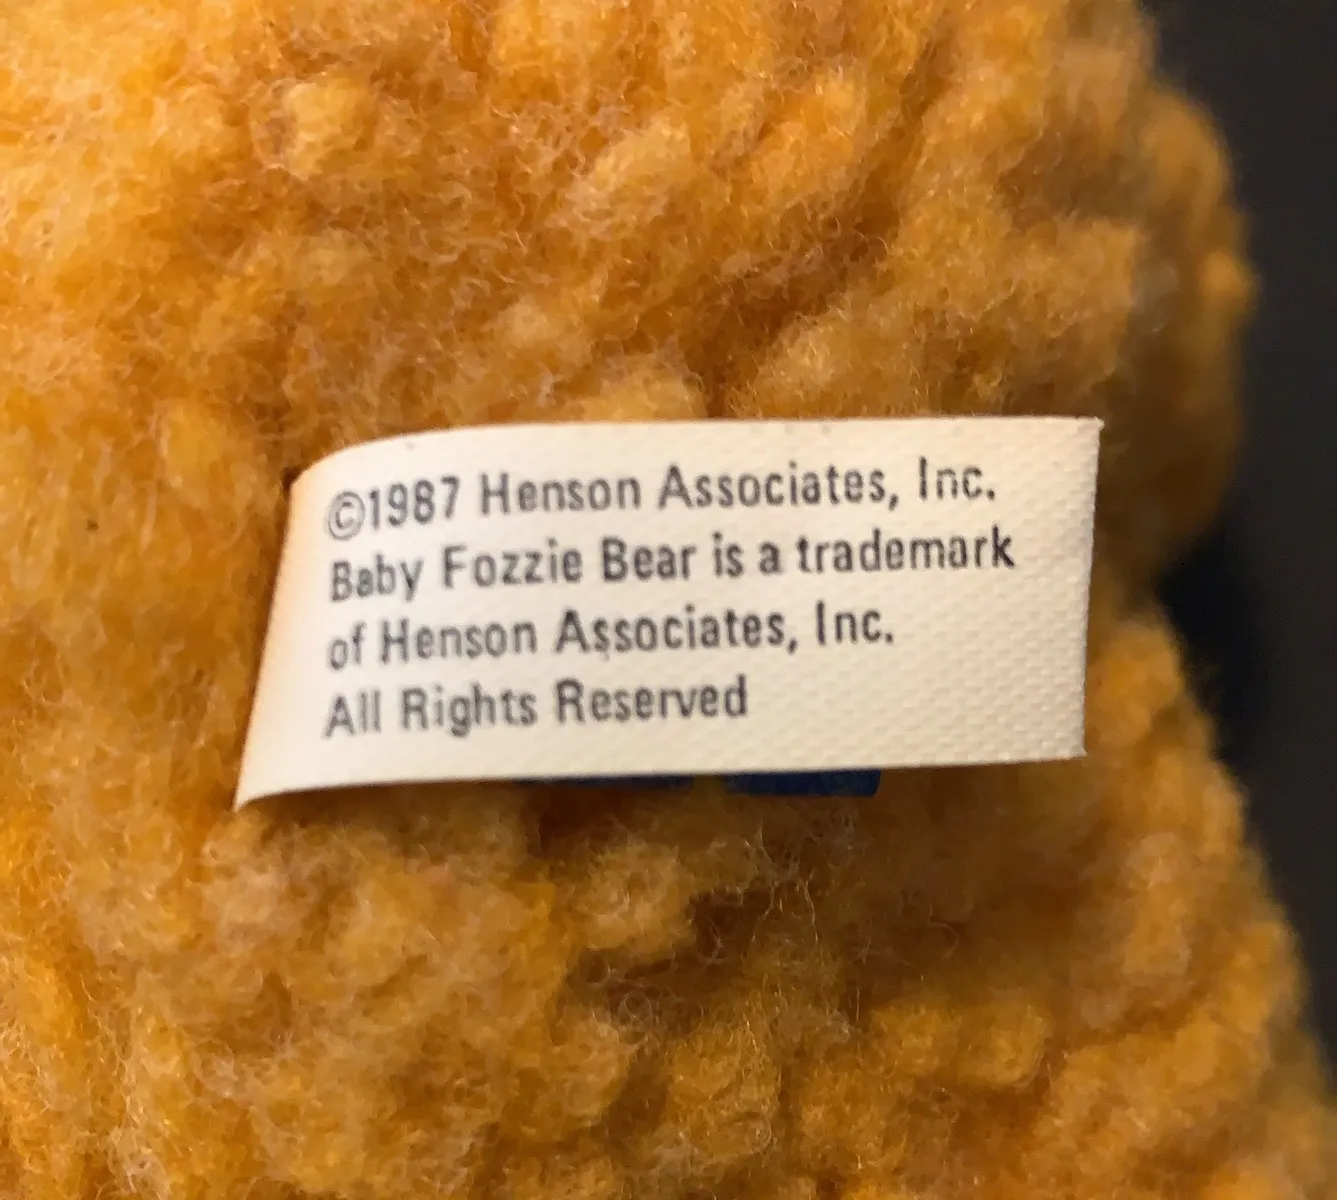 ©1987 Henson Associates, Inc.
Baby Fozzie Bear is a trademark
of Henson Associates, Inc.
All Rights Reserved